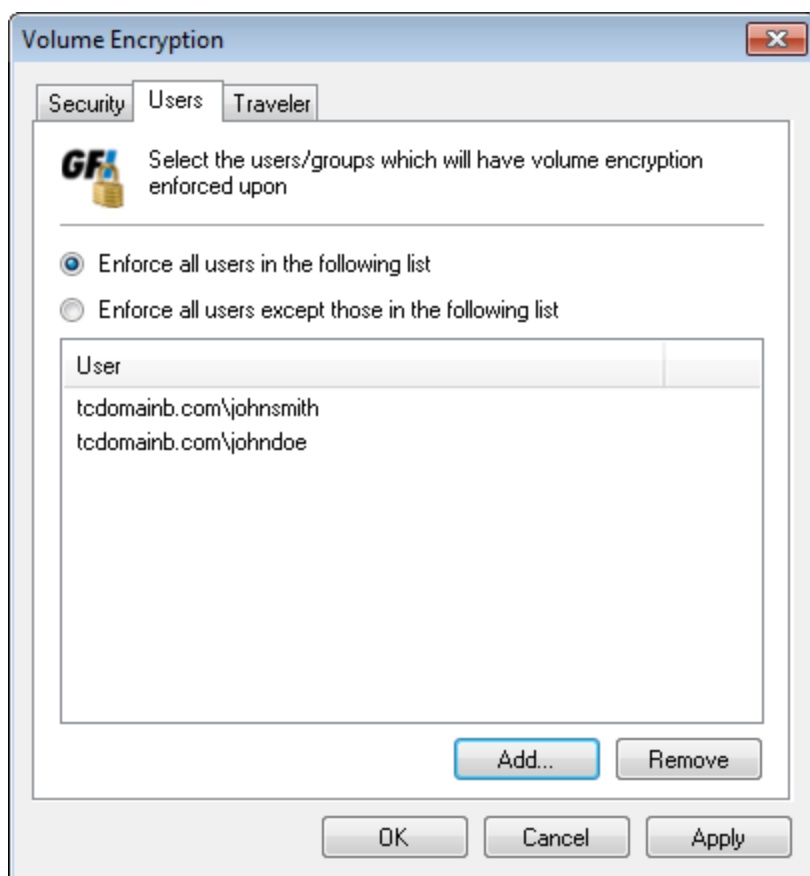 Volume Encryption
Security
Users
Traveler
GFI
Select the users/groups which will have volume encryption
enforced upon
Enforce all users in the following list
Enforce all users except those in the following list
User
tcdomainb.com\johnsmith
tcdomainb.com\johndoe
Add...
Remove
OK
Cancel
Apply